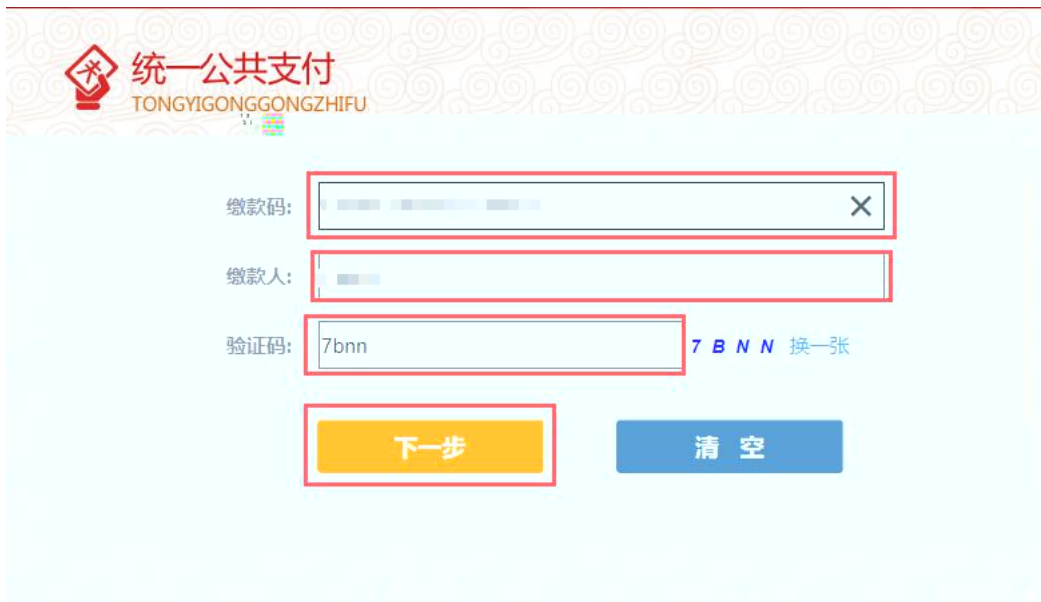 统一公共支付
TONGYIGONGGONGZHIFU
缴款码:
缴款人:
验证码: 7bnn 7 B N N 换一张
下一步 清 空